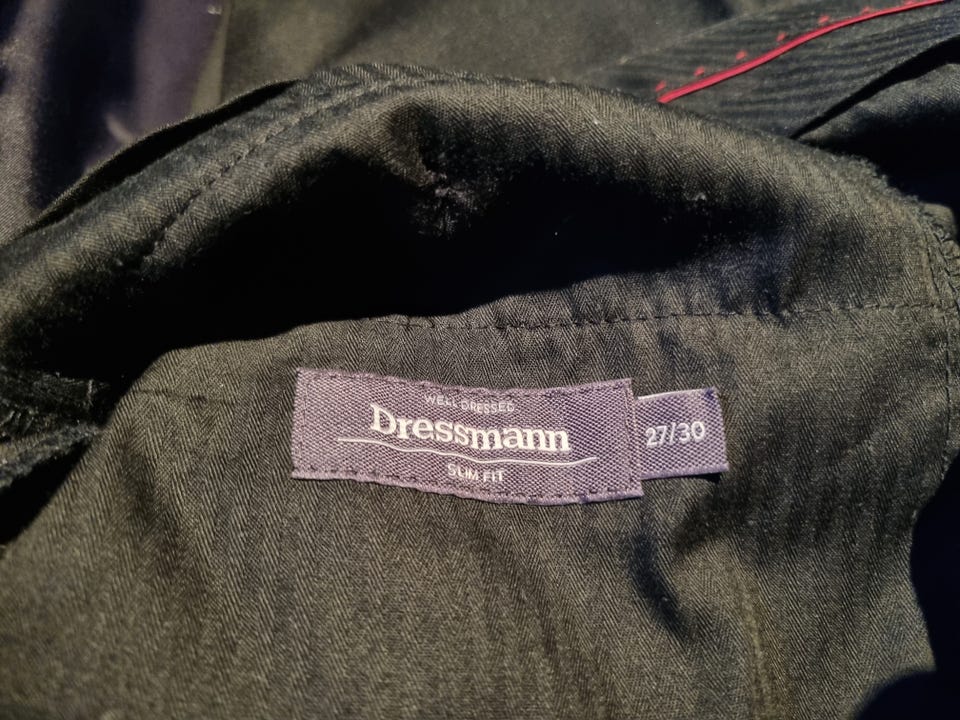 WELL DRESSED
Dressmann
SLIM FIT
27/30